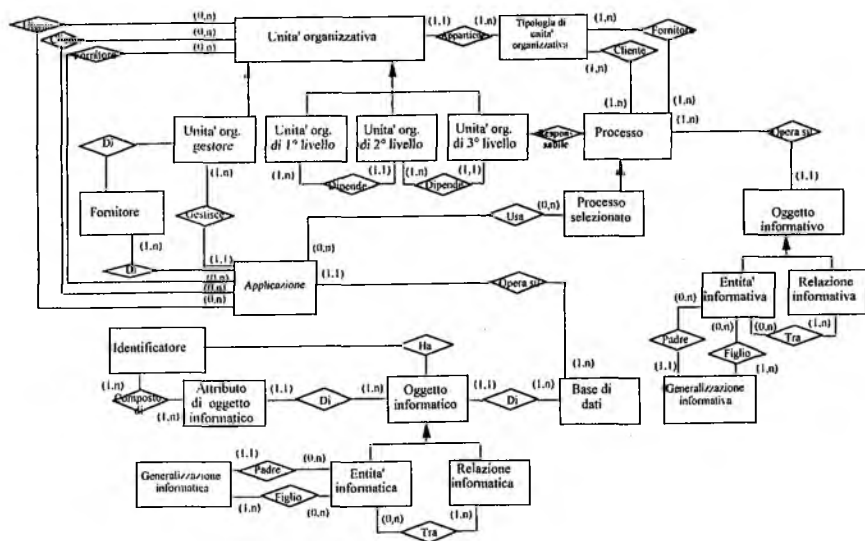 (0,n)
(0,n)
(0,n)
Fornitore
Unita' organizzativa
(1,1)
(1,n)
Appartiene
Tipologia di
unita' organizzativa
(1,n)
Fornitore
Cliente
(1,n)
(1,n)
(1,n)
(1,n)
Di
Unita' org.
gestore
Unita' org.
di 1° livello
Unita' org.
di 2° livello
Unita' org.
di 3° livello
Respon-
sabile
Processo
Opera su
(1,n)
(1,n)
Dipende
(1,1)
(1,n)
Dipende
(1,1)
(1,1)
Fornitore
Gestisce
(0,n)
Usa
(0,n)
Processo
selezionato
Oggetto
informativo
(1,n)
Di
(1,1)
(0,n)
(0,n)
(0,n)
Applicazione
(1,1)
Opera su
Entita'
informativa
Relazione
informativa
(0,n)
(0,n)
(0,n)
(1,n)
Tra
Padre
Figlio
(1,1)
(1,n)
Generalizzazione
informativa
Identificatore
Ha
(1,n)
Composto
di
(1,n)
Attributo
di oggetto
informatico
(1,1)
Di
(1,n)
Oggetto
informatico
(1,1)
Di
(1,n)
(1,n)
Base di
dati
Generalizzazione
informatica
(1,1)
Padre
(0,n)
(1,n)
Figlio
(0,n)
Entita'
informatica
Relazione
informatica
(0,n)
Tra
(1,n)